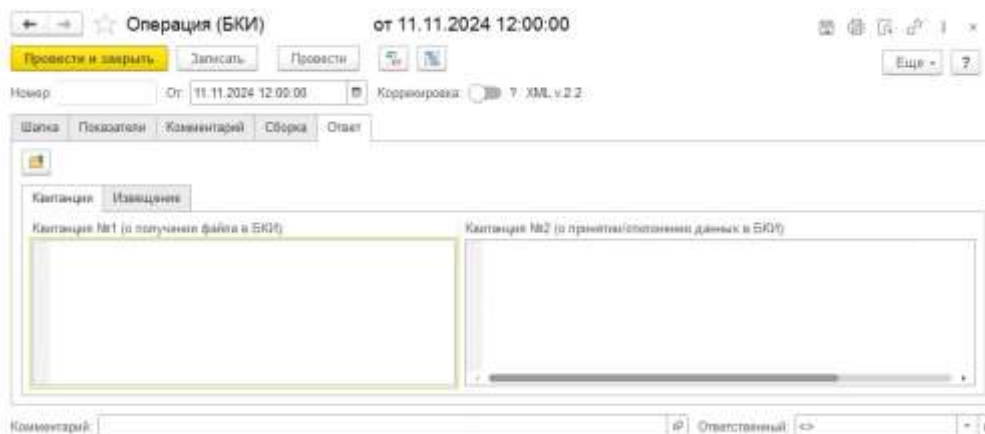 Операция (БКИ) от 11.11.2024 12:00:00
Провести и закрыть Записать Провести Еще ?
Номер: От: 11.11.2024 12:00:00 Корректировка: ? XML v.2.2
Шапка Показатели Комментарий Сборка Ответ
Квитанции Извещение
Квитанция №1 (о получении файла в БКИ) Квитанция №2 (о принятии/отклонении данных в БКИ)
Комментарий: Ответственный: <>